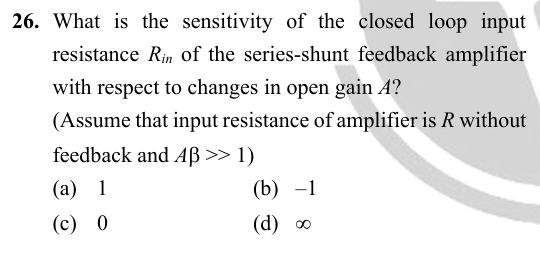 26. What is the sensitivity of the closed loop input
resistance Rin of the series-shunt feedback amplifier
with respect to changes in open gain A?
(Assume that input resistance of amplifier is R without
feedback and Aβ >> 1)
(a) 1 (b) –1
(c) 0 (d) ∞